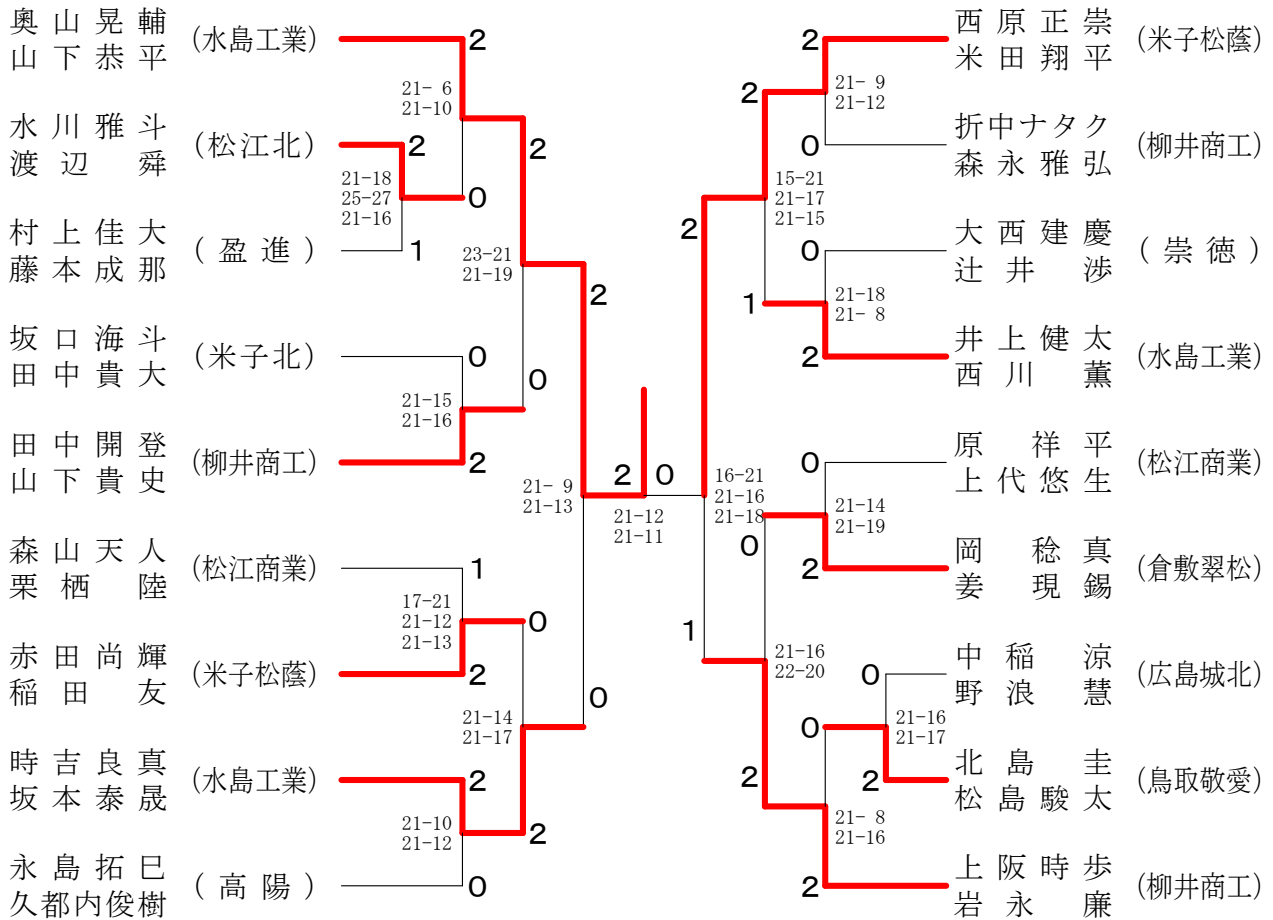 奥山晃輔
山下恭平
(水島工業)
2
21- 6
21-10
水川雅斗
渡辺舜
(松江北)
2
2
21-18
25-27
21-16
0
村上佳大
藤本成那
(盈進)
1
23-21
21-19
2
坂口海斗
田中貴大
(米子北)
0
0
21-15
21-16
田中開登
山下貴史
(柳井商工)
2
21- 9
21-13
2
0
21-12
21-11
森山天人
栗栖陸
(松江商業)
1
17-21
21-12
21-13
0
赤田尚輝
稲田友
(米子松蔭)
2
0
21-14
21-17
時吉良真
坂本泰晟
(水島工業)
2
21-10
21-12
2
永島拓巳
久都内俊樹
(高陽)
0
2
西原正崇
米田翔平
(米子松蔭)
2
21- 9
21-12
0
折中ナタク
森永雅弘
(柳井商工)
15-21
21-17
21-15
2
0
大西建慶
辻井渉
(崇徳)
1
21-18
21- 8
2
井上健太
西川薫
(水島工業)
0
原祥平
上代悠生
(松江商業)
16-21
21-16
21-18
21-14
21-19
0
2
岡稔真
姜現錫
(倉敷翠松)
1
21-16
22-20
0
中稲涼
野浪慧
(広島城北)
0
21-16
21-17
2
2
北島圭
松島駿太
(鳥取敬愛)
21- 8
21-16
2
上阪時歩
岩永廉
(柳井商工)